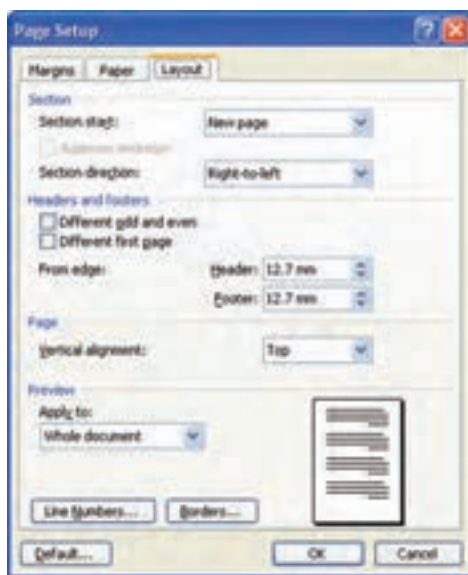 Page Setup
Margins Paper Layout
Section
Section start: New page
Section direction: Right-to-left
Headers and footers
Different odd and even
Different first page
From edge: Header: 12.7 mm
Footer: 12.7 mm
Page
Vertical alignment: Top
Preview
Apply to:
Whole document
Line Numbers... Borders...
Default... OK Cancel